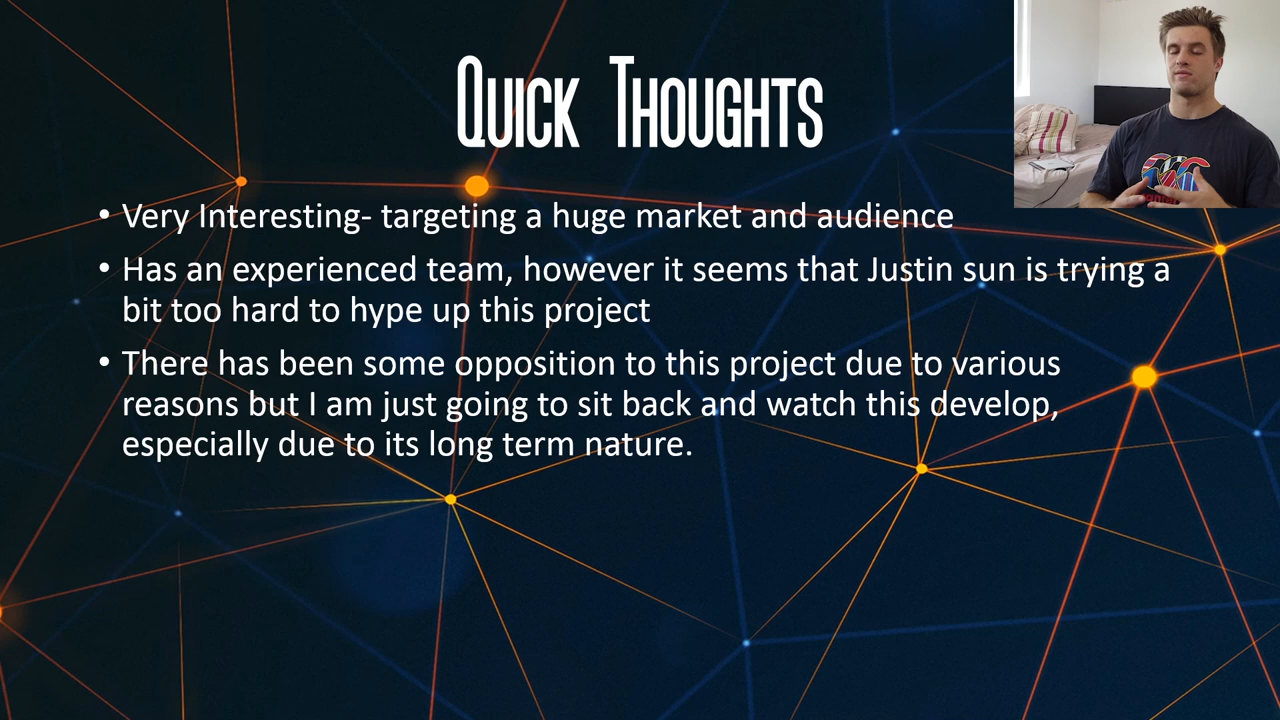 Quick Thoughts
• Very Interesting- targeting a huge market and audience
• Has an experienced team, however it seems that Justin sun is trying a
bit too hard to hype up this project
• There has been some opposition to this project due to various
reasons but I am just going to sit back and watch this develop,
especially due to its long term nature.